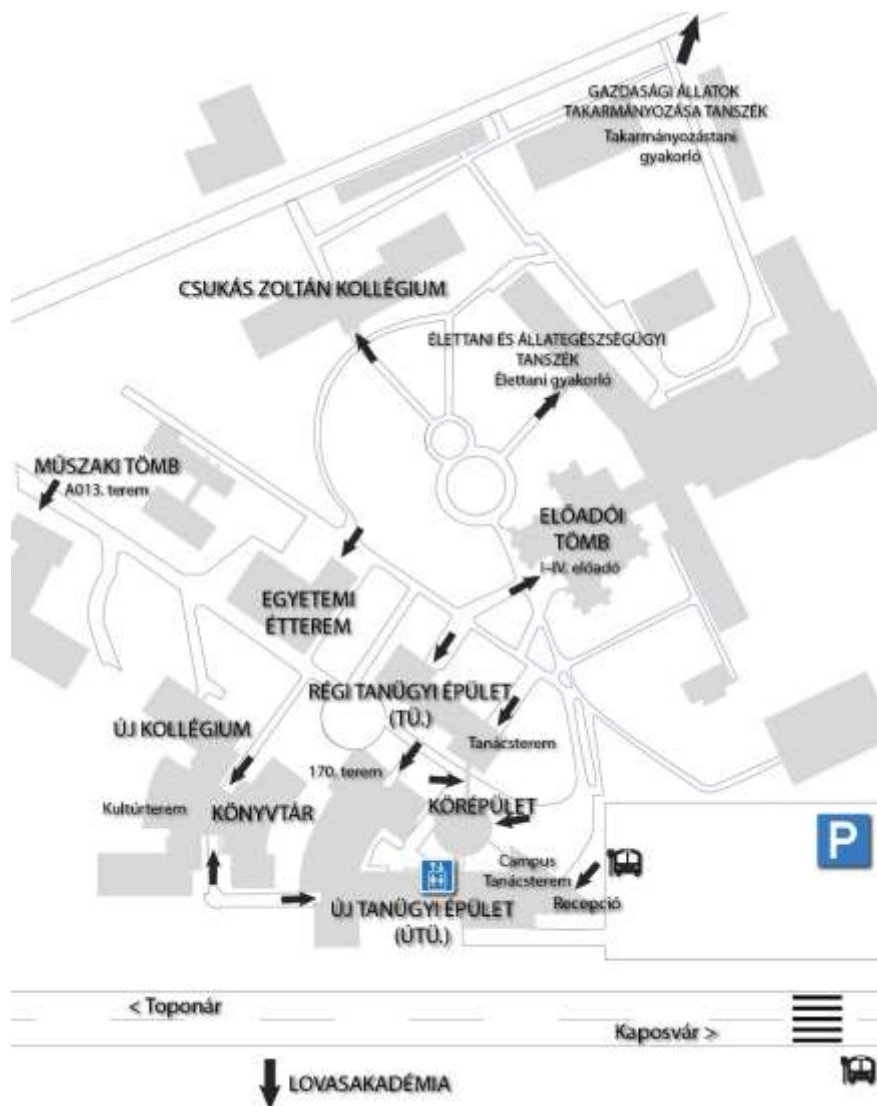 GAZDASÁGI ÁLLATOK
TAKARMÁNYOZÁSA TANSZÉK
Takarmányozástani
gyakorló
CSUKÁS ZOLTÁN KOLLÉGIUM
ÉLETTANI ÉS ÁLLATEGÉSZSÉGÜGYI
TANSZÉK
Élettani gyakorló
MŰSZAKI TÖMB
A013. terem
ELŐADÓI
TÖMB
I-IV. előadó
EGYETEMI
ÉTTEREM
RÉGI TANÜGYI ÉPÜLET
(TÜ.)
Tanácsterem
ÚJ KOLLÉGIUM
170. terem
Kultúrterem
KÖNYVTÁR
KÖRÉPÜLET
P
Campus
Tanácsterem
Recepció
ÚJ TANÜGYI ÉPÜLET
(ÚTÜ.)
< Toponár
Kaposvár >
LOVASAKADÉMIA